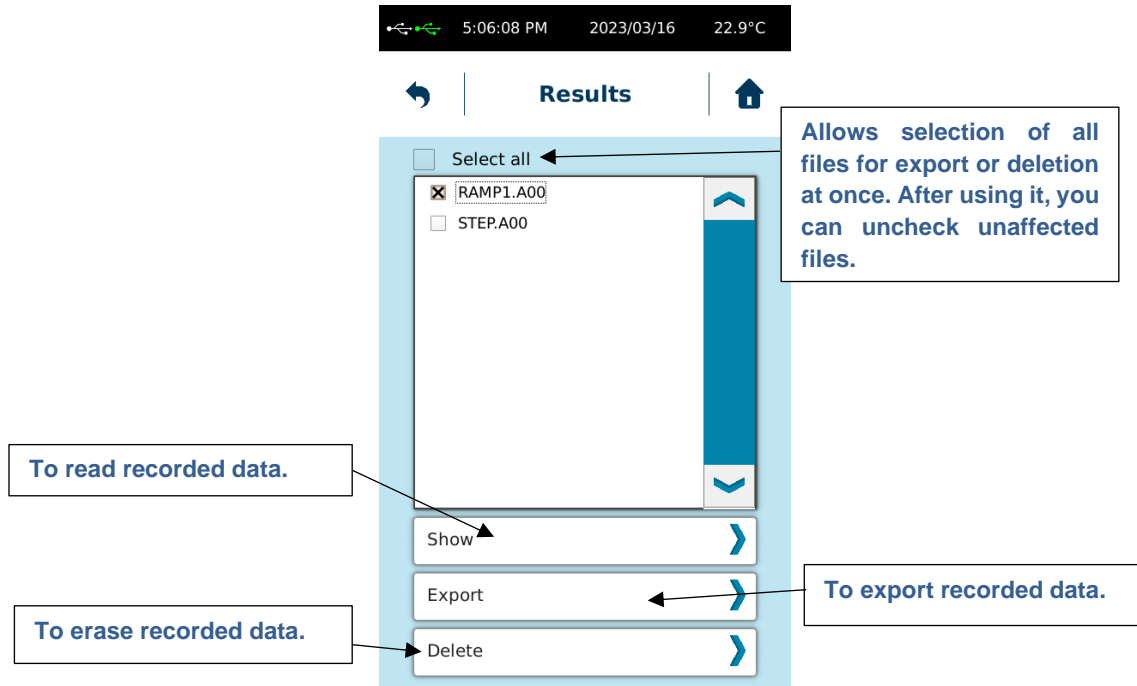 5:06:08 PM 2023/03/16 22.9°C
Results
Allows selection of all
files for export or deletion
at once. After using it, you
can uncheck unaffected
files.
Select all
RAMP1.A00
STEP.A00
To read recorded data.
Show
Export
To export recorded data.
To erase recorded data.
Delete